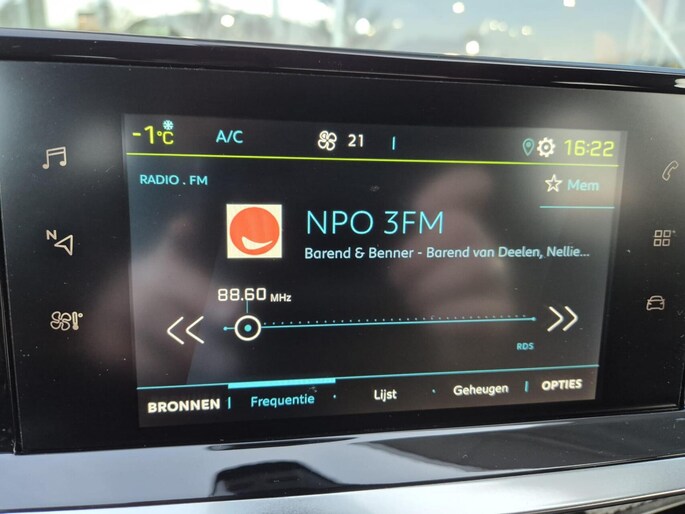 -1°C A/C 21 16:22
RADIO . FM
Mem
NPO 3FM
Barend & Benner - Barend van Deelen, Nellie...
88.60 MHz
RDS
BRONNEN Frequentie Lijst Geheugen OPTIES
N